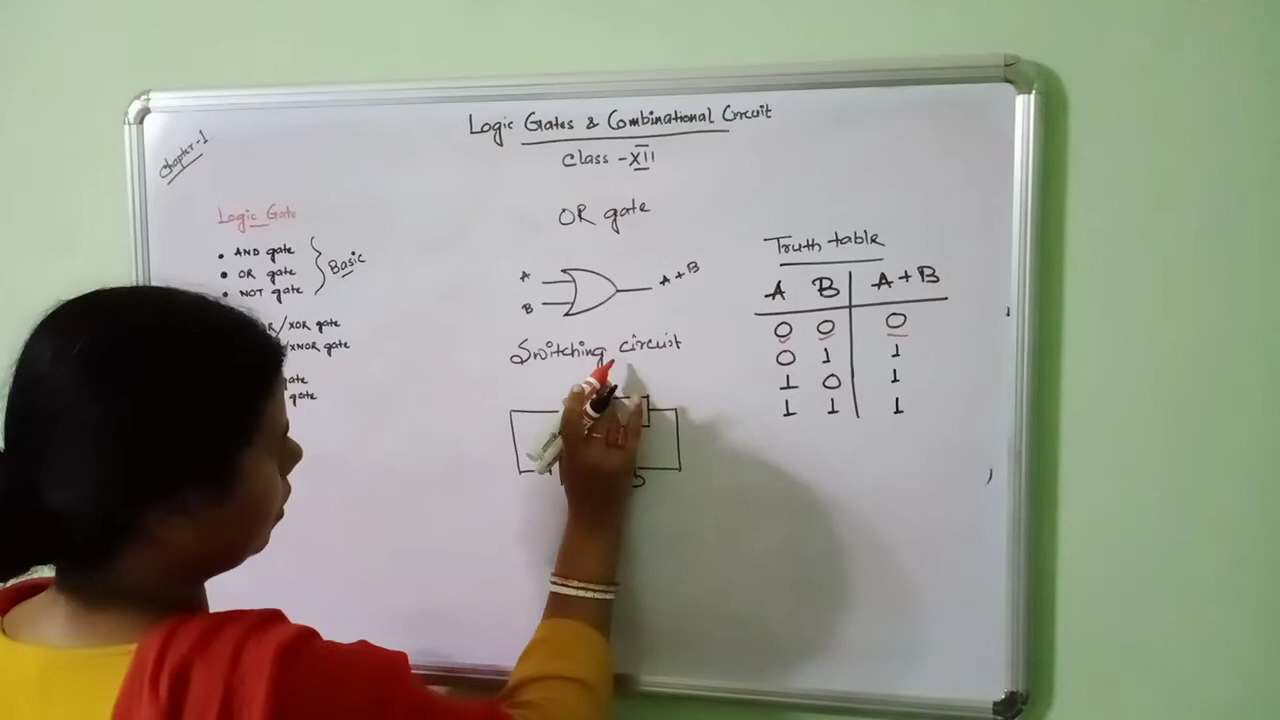 Chapter-1
Logic Gates & Combinational Circuit
Class - XII
Logic Gate
• AND gate
• OR gate
• NOT gate
Basic
/XOR gate
/XNOR gate
gate
OR gate
A
B
A + B
Switching circuit
Truth table
A B A + B
0 0 0
0 1 1
1 0 1
1 1 1